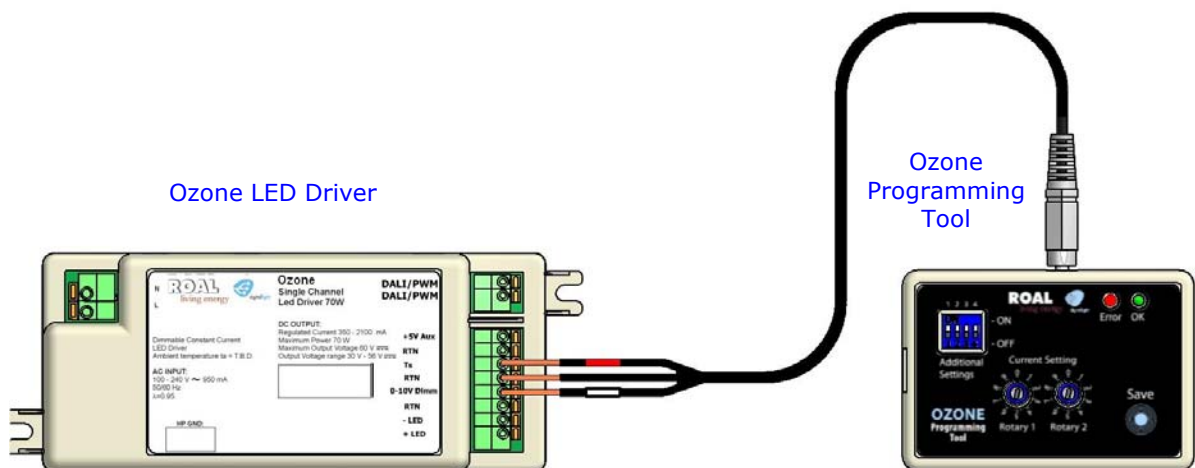 Ozone LED Driver
Ozone
Programming
Tool
N
L
ROAL
living energy
Ozone
Single Channel
Led Driver 70W
DALI/PWM
DALI/PWM
Dimmable Constant Current
LED Driver
Ambient temperature ta = T.B.D.
AC INPUT:
100 - 240 V ~ 950 mA
50/60 Hz
HP GND:
DC OUTPUT:
Regulated Current 350 - 2100 mA
Maximum Power 70 W
Maximum Output Voltage 60 V
Output Voltage range 30 V - 56 V
+5V Aux
RTN
Tx
RTN
0-10V Dimm
RTN
- LED
+ LED
1 2 3 4
- ON
- OFF
Additional
Settings
ROAL
living energy
Error OK
Current Setting
Rotary 1 Rotary 2
Save
OZONE
Programming
Tool